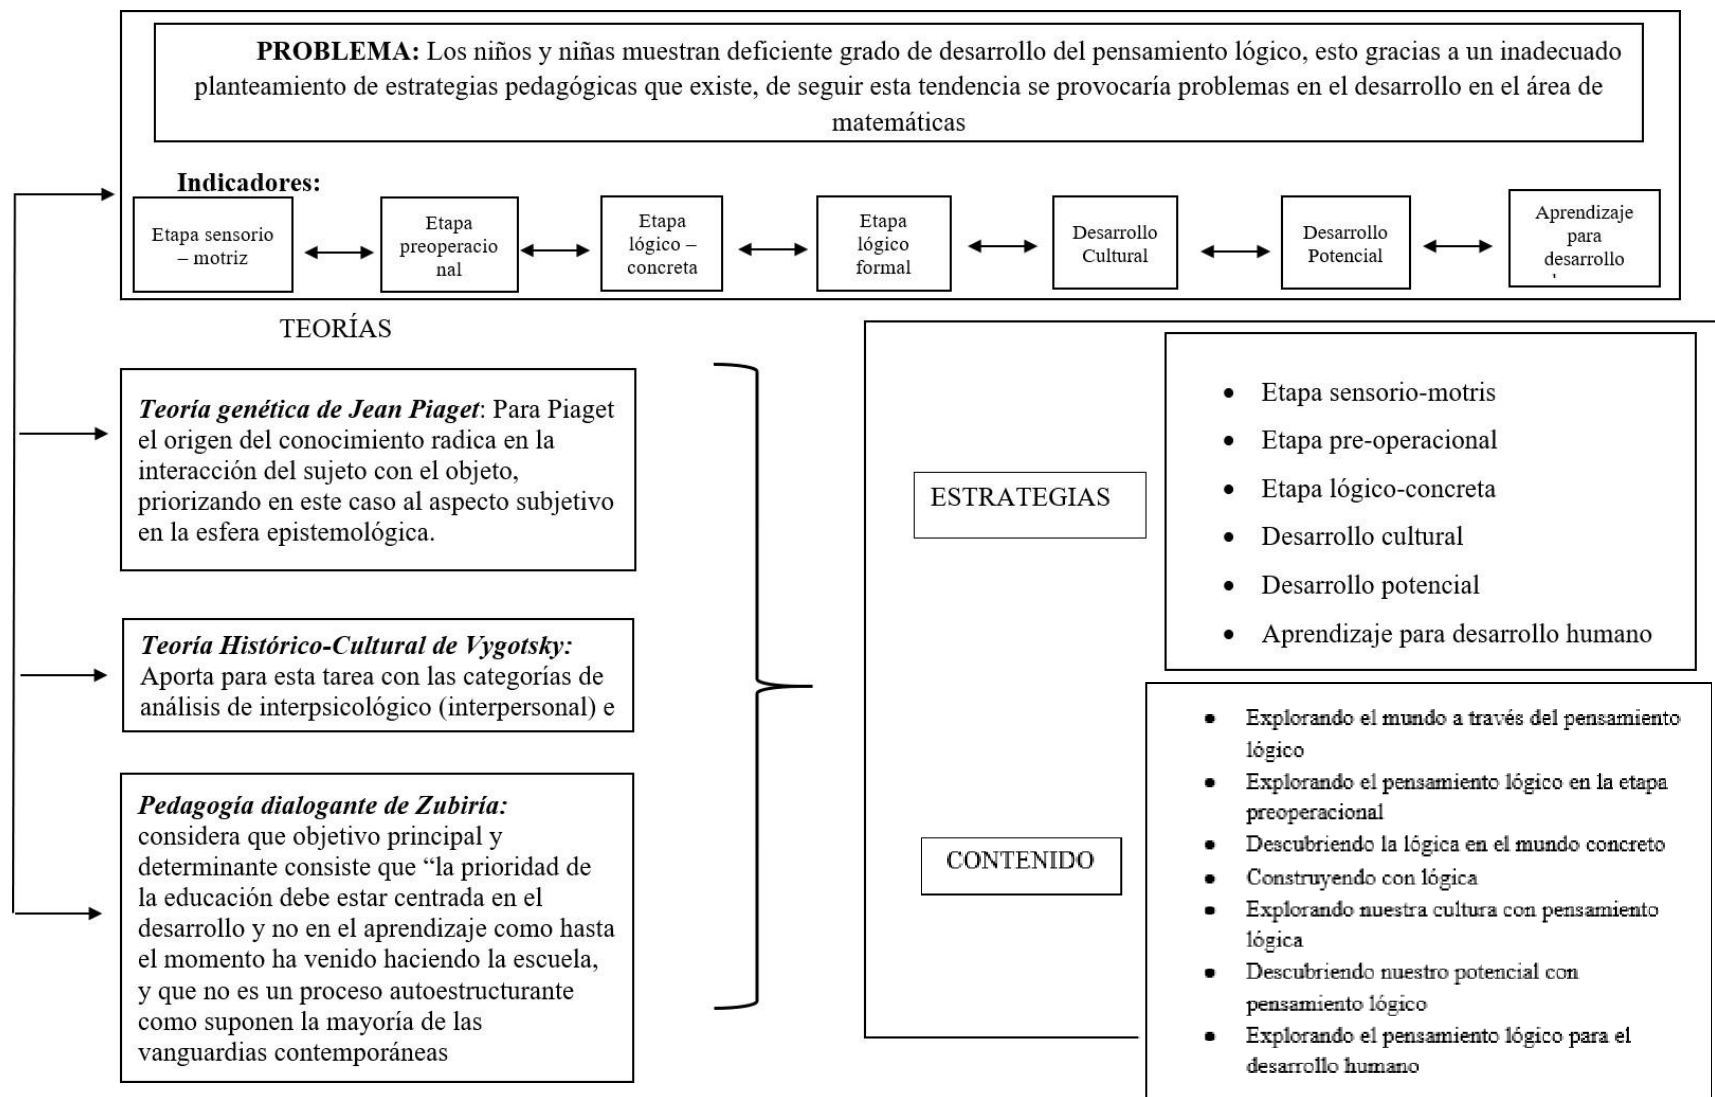 PROBLEMA: Los niños y niñas muestran deficiente grado de desarrollo del pensamiento lógico, esto gracias a un inadecuado
planteamiento de estrategias pedagógicas que existe, de seguir esta tendencia se provocaría problemas en el desarrollo en el área de
matemáticas
Indicadores:
Etapa sensorio
– motriz
Etapa
preoperacio
nal
Etapa
lógico –
concreta
Etapa
lógico
formal
Desarrollo
Cultural
Desarrollo
Potencial
Aprendizaje
para
desarrollo
TEORÍAS
Teoría genética de Jean Piaget: Para Piaget
el origen del conocimiento radica en la
interacción del sujeto con el objeto,
priorizando en este caso al aspecto subjetivo
en la esfera epistemológica.
Teoría Histórico-Cultural de Vygotsky:
Aporta para esta tarea con las categorías de
análisis de interpsicológico (interpersonal) e
Pedagogía dialogante de Zubiría:
considera que objetivo principal y
determinante consiste que “la prioridad de
la educación debe estar centrada en el
desarrollo y no en el aprendizaje como hasta
el momento ha venido haciendo la escuela,
y que no es un proceso autoestructurante
como suponen la mayoría de las
vanguardias contemporáneas
ESTRATEGIAS
• Etapa sensorio-motris
• Etapa pre-operacional
• Etapa lógico-concreta
• Desarrollo cultural
• Desarrollo potencial
• Aprendizaje para desarrollo humano
CONTENIDO
• Explorando el mundo a través del pensamiento
lógico
• Explorando el pensamiento lógico en la etapa
preoperacional
• Descubriendo la lógica en el mundo concreto
• Construyendo con lógica
• Explorando nuestra cultura con pensamiento
lógica
• Descubriendo nuestro potencial con
pensamiento lógico
• Explorando el pensamiento lógico para el
desarrollo humano